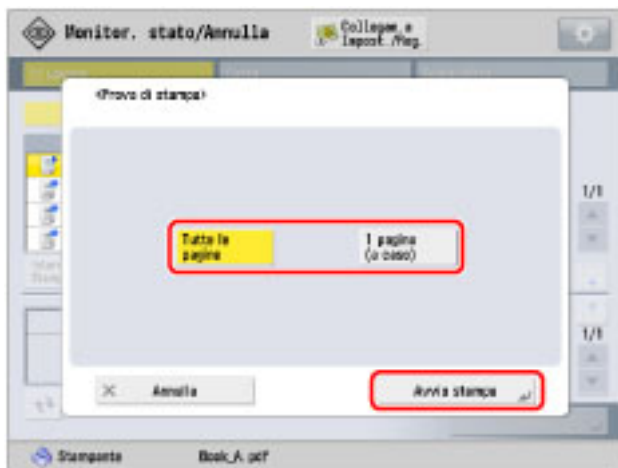 Monitor. stato/Annulla
Collegam. a
Impost./Reg.
<Prova di stampa>
Tutte le
pagine
1 pagina
(a caso)
1/1
1/1
Annulla
Avvia stampa
Stampante
Book_A.pdf